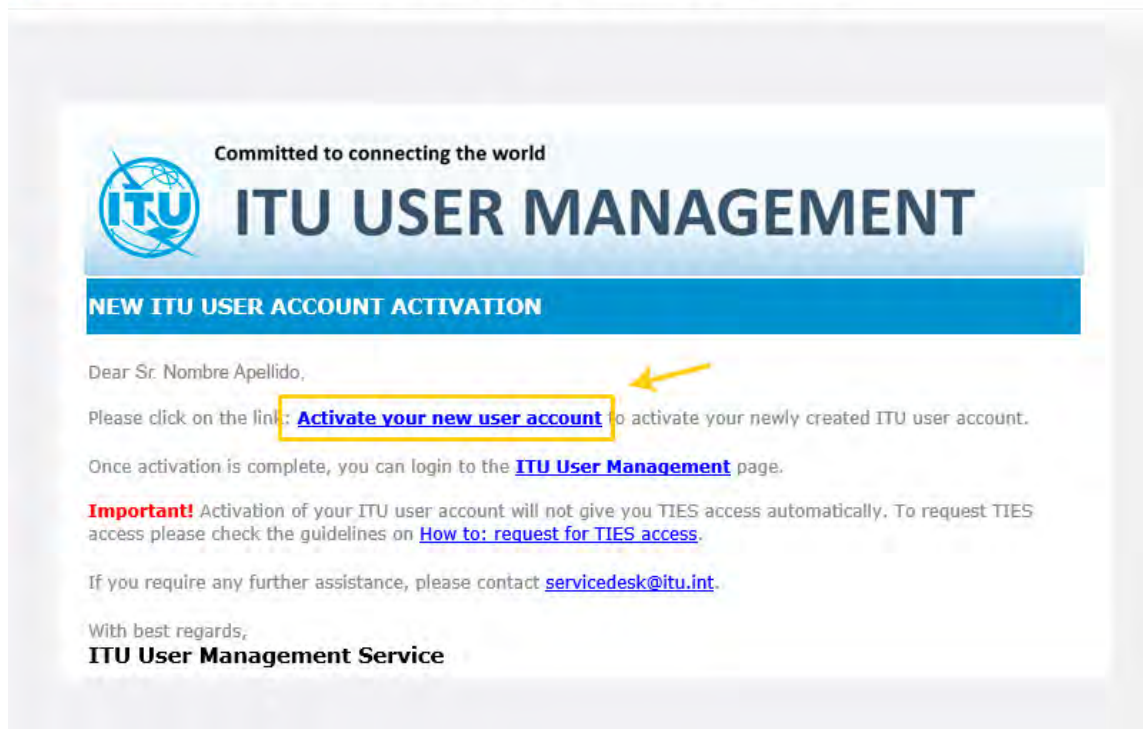 Committed to connecting the world
ITU
ITU USER MANAGEMENT
NEW ITU USER ACCOUNT ACTIVATION
Dear Sr. Nombre Apellido,
Please click on the link: Activate your new user account to activate your newly created ITU user account.
Once activation is complete, you can login to the ITU User Management page.
Important! Activation of your ITU user account will not give you TIES access automatically. To request TIES
access please check the guidelines on How to: request for TIES access.
If you require any further assistance, please contact servicedesk@itu.int.
With best regards,
ITU User Management Service